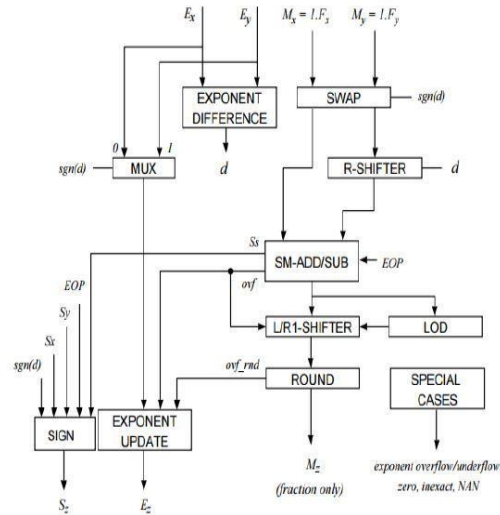 Ex Ey Mx = 1.Fx My = 1.Fy
EXPONENT
DIFFERENCE
SWAP
sgn(d)
0 1
sgn(d)
MUX
d
R-SHIFTER
d
Ss
SM-ADD/SUB
EOP
ovf
EOP
Sy
Sx
sgn(d)
L/R1-SHIFTER
LOD
ovf_rnd
ROUND
SPECIAL
CASES
SIGN
EXPONENT
UPDATE
Sz
Ez
Mz
(fraction only)
exponent overflow/underflow
zero, inexact, NAN